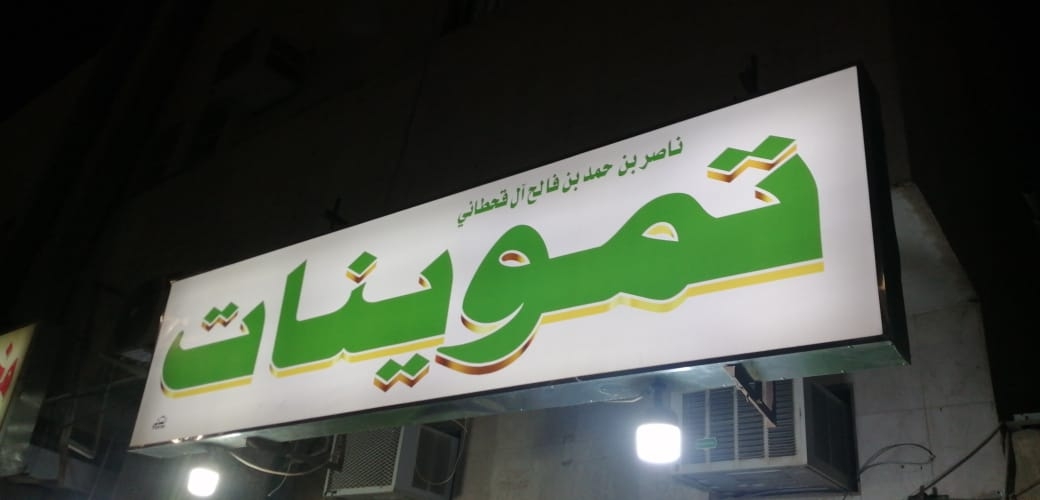 ناصر بن حمد بن فالح آل قحطاني
تموينات